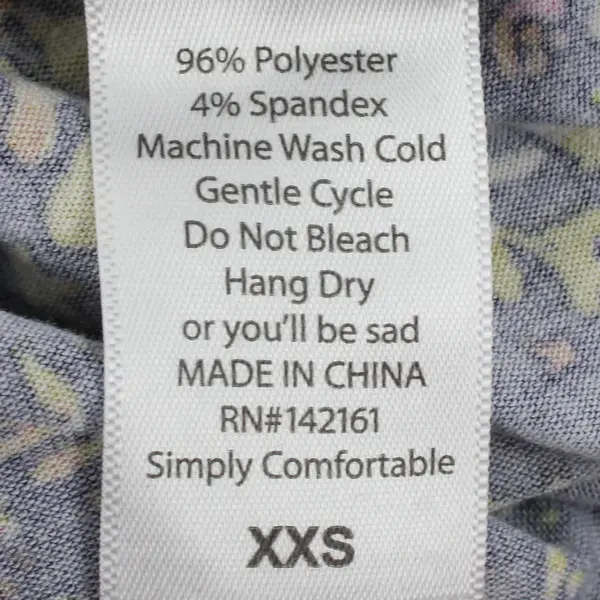 96% Polyester
4% Spandex
Machine Wash Cold
Gentle Cycle
Do Not Bleach
Hang Dry
or you'll be sad
MADE IN CHINA
RN#142161
Simply Comfortable
XXS